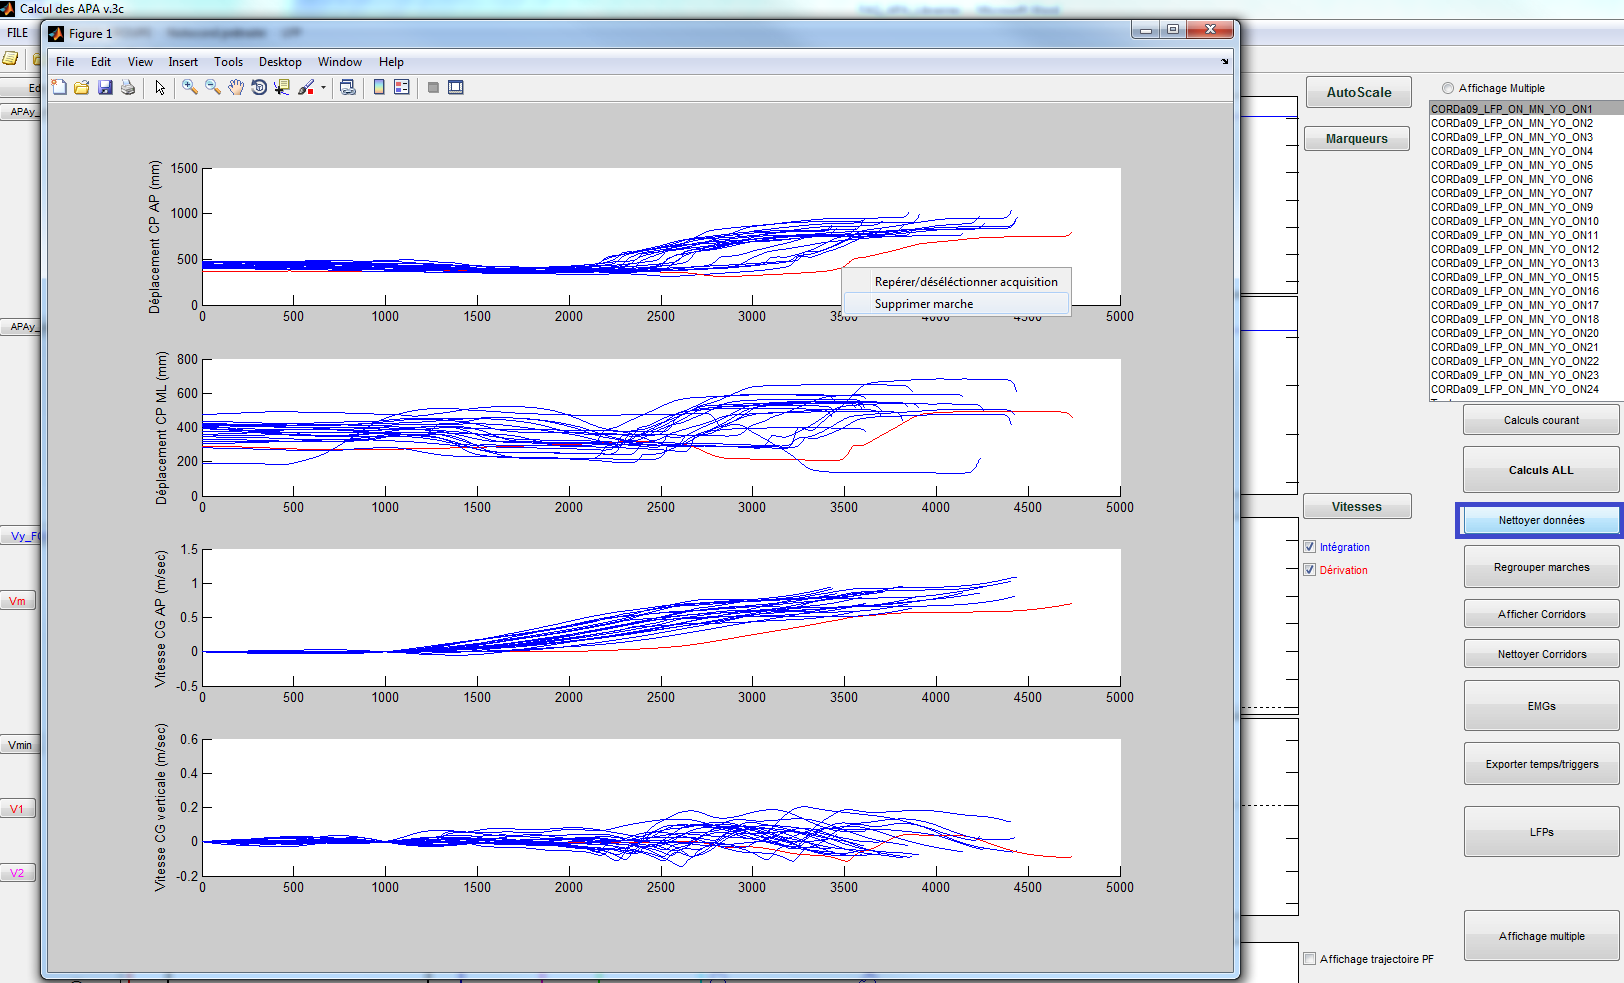 Calcul des APA v.3c
FILE
Figure 1
File Edit View Insert Tools Desktop Window Help
Ed
APAy_
APAy_
Vy_FC
Vm
Vmin
V1
V2
Déplacement CP AP (mm)
1500
1000
500
0
0 500 1000 1500 2000 2500 3000 3500 4000 4500 5000
Repérer/déséléctionner acquisition
Supprimer marche
Déplacement CP ML (mm)
800
600
400
200
0
0 500 1000 1500 2000 2500 3000 3500 4000 4500 5000
Vitesse CG AP (m/sec)
1.5
1
0.5
0
-0.5
0 500 1000 1500 2000 2500 3000 3500 4000 4500 5000
Vitesse CG verticale (m/sec)
0.6
0.4
0.2
0
-0.2
0 500 1000 1500 2000 2500 3000 3500 4000 4500 5000
AutoScale
Marqueurs
Vitesses
Intégration
Dérivation
Affichage trajectoire PF
Affichage Multiple
CORDa09_LFP_ON_MN_YO_ON1
CORDa09_LFP_ON_MN_YO_ON2
CORDa09_LFP_ON_MN_YO_ON3
CORDa09_LFP_ON_MN_YO_ON4
CORDa09_LFP_ON_MN_YO_ON5
CORDa09_LFP_ON_MN_YO_ON6
CORDa09_LFP_ON_MN_YO_ON7
CORDa09_LFP_ON_MN_YO_ON9
CORDa09_LFP_ON_MN_YO_ON10
CORDa09_LFP_ON_MN_YO_ON11
CORDa09_LFP_ON_MN_YO_ON12
CORDa09_LFP_ON_MN_YO_ON13
CORDa09_LFP_ON_MN_YO_ON15
CORDa09_LFP_ON_MN_YO_ON16
CORDa09_LFP_ON_MN_YO_ON17
CORDa09_LFP_ON_MN_YO_ON18
CORDa09_LFP_ON_MN_YO_ON20
CORDa09_LFP_ON_MN_YO_ON21
CORDa09_LFP_ON_MN_YO_ON22
CORDa09_LFP_ON_MN_YO_ON23
CORDa09_LFP_ON_MN_YO_ON24
Calculs courant
Calculs ALL
Nettoyer données
Regrouper marches
Afficher Corridors
Nettoyer Corridors
EMGs
Exporter temps/triggers
LFPs
Affichage multiple